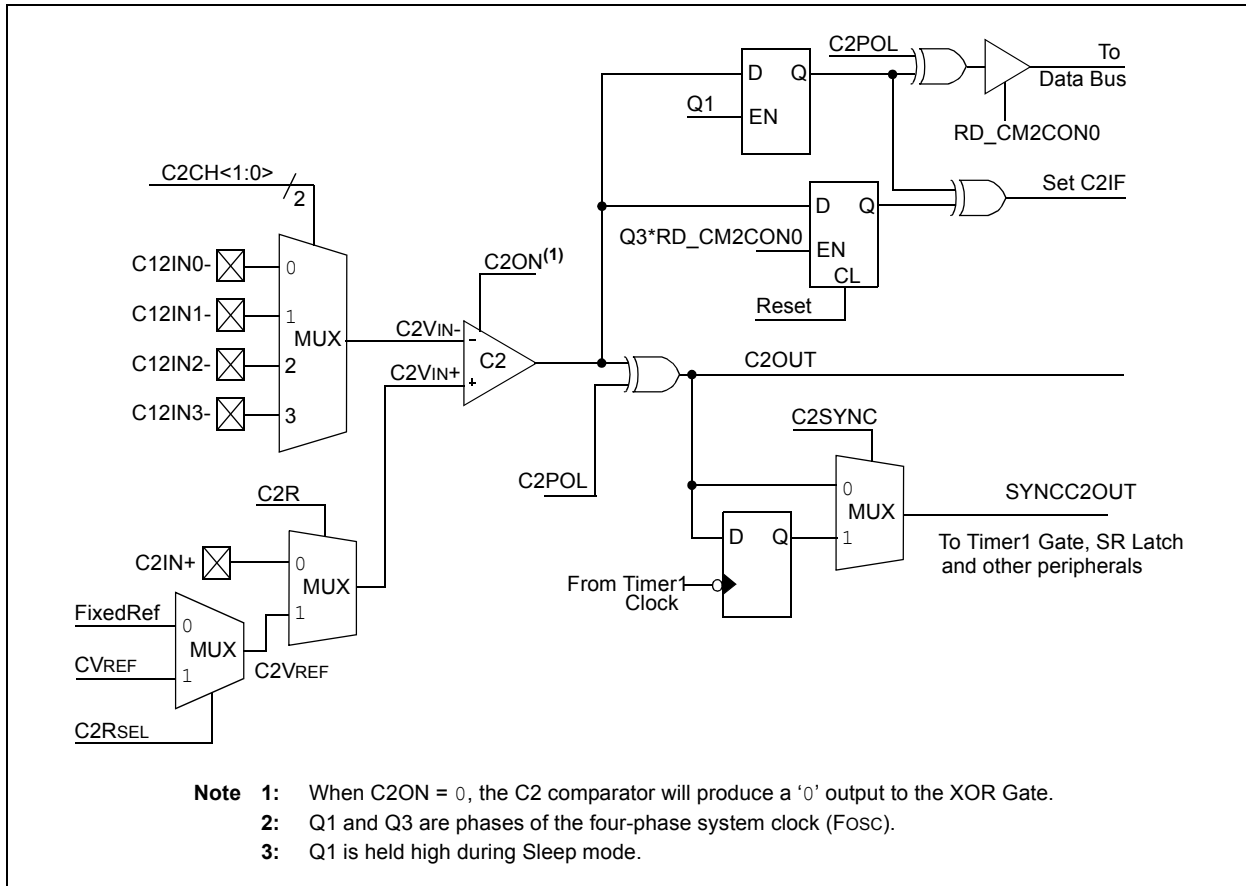 C2POL
D Q
Q1
EN
To
Data Bus
RD_CM2CON0
C2CH<1:0>
2
D Q
Q3*RD_CM2CON0
EN
CL
Reset
Set C2IF
C12IN0-
0
C12IN1-
1
MUX
C12IN2-
2
C12IN3-
3
C2ON(1)
C2VIN-
-
C2
C2VIN+
+
C2OUT
C2POL
C2SYNC
0
MUX
1
SYNCC2OUT
D Q
From Timer1
Clock
To Timer1 Gate, SR Latch
and other peripherals
C2R
C2IN+
0
MUX
1
FixedRef
0
MUX
CVREF
1
C2VREF
C2RSEL
Note 1: When C2ON = 0, the C2 comparator will produce a ‘0’ output to the XOR Gate.
2: Q1 and Q3 are phases of the four-phase system clock (FOSC).
3: Q1 is held high during Sleep mode.